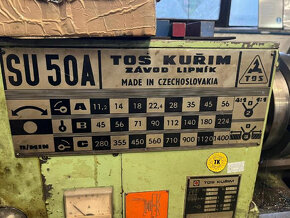 SU 50A
TOS KUŘIM
ZÁVOD LIPNÍK
MADE IN CZECHOSLOVAKIA
TOS
A 11,5 14 18 22,4 28 35 45 56
B 45 56 71 90 112 140 180 224
n/MIN C 280 355 450 560 710 900 1120 1400
7K
TOS KUŘIM